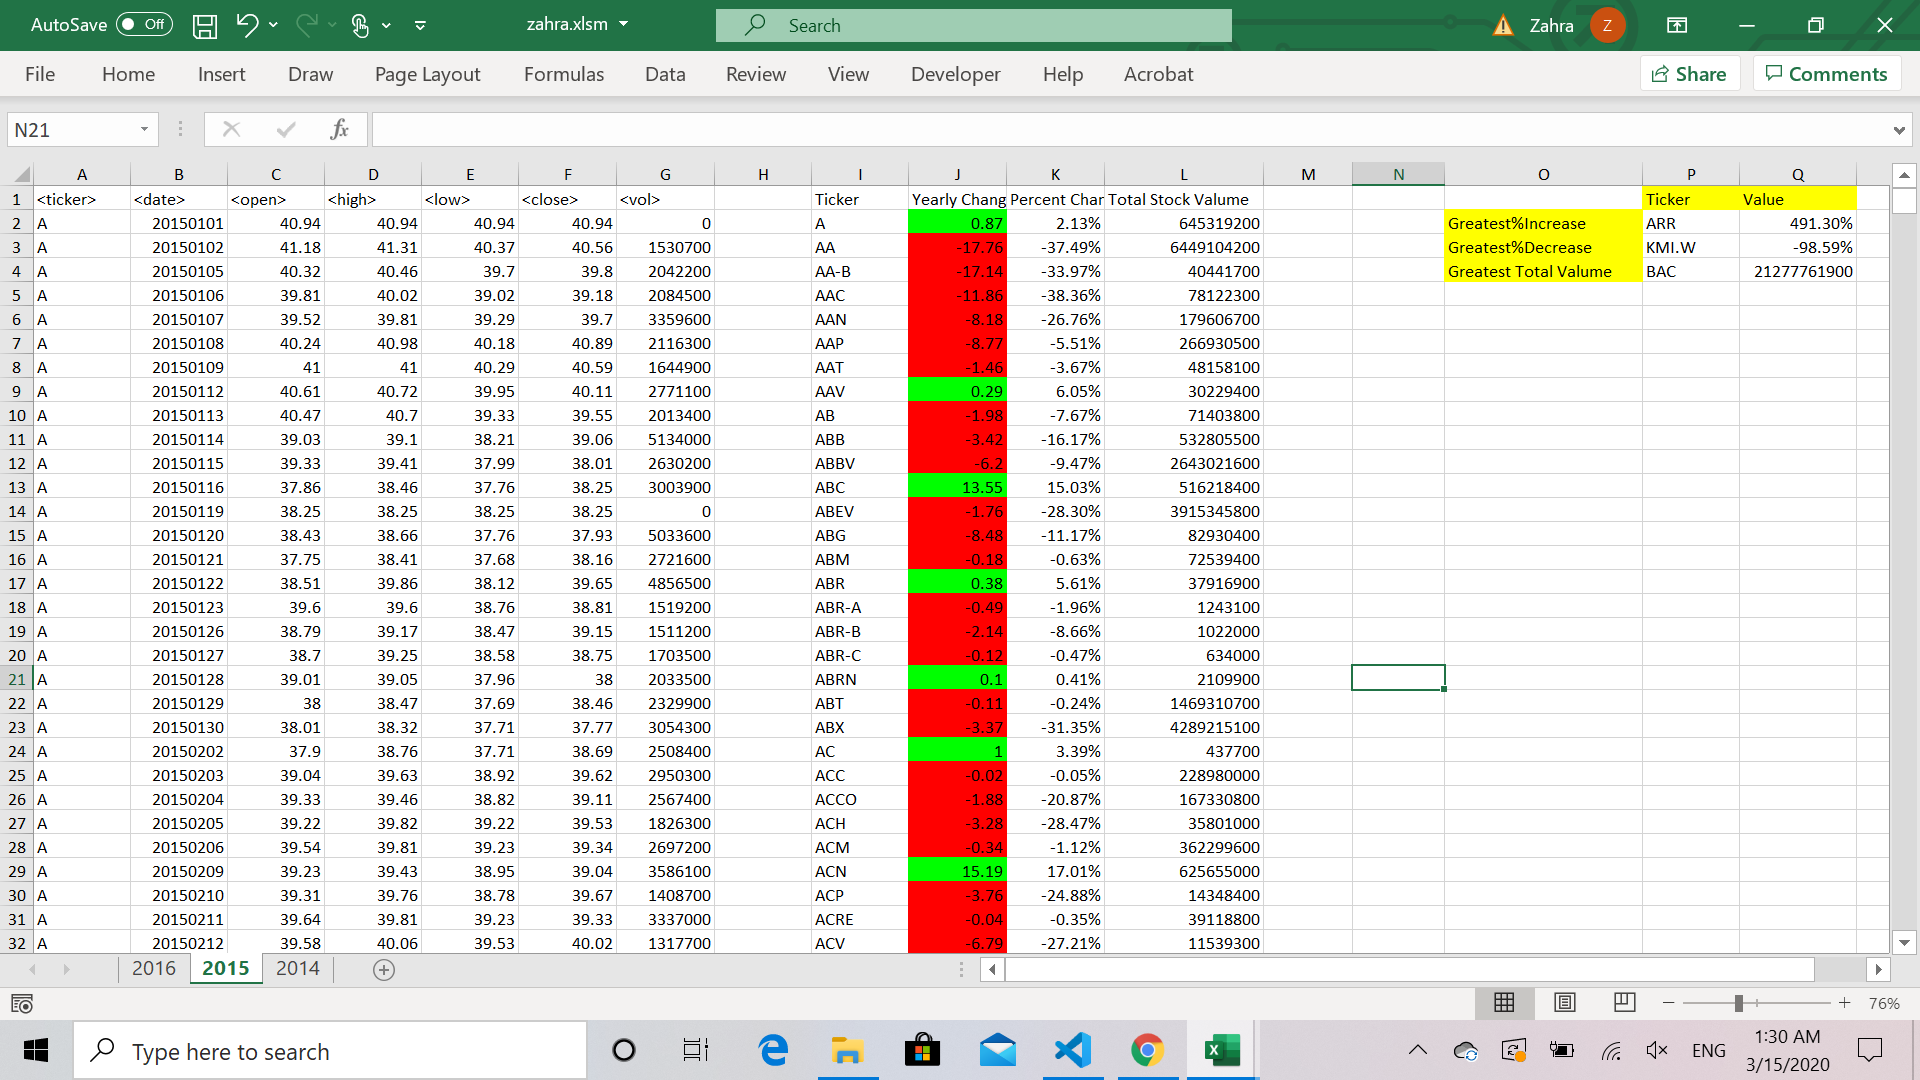 AutoSave Off zahra.xlsm Search Zahra Z
File Home Insert Draw Page Layout Formulas Data Review View Developer Help Acrobat Share Comments
N21 fx
A B C D E F G H I J K L M N O P Q
1 <ticker> <date> <open> <high> <low> <close> <vol> Ticker Yearly Chang Percent Char Total Stock Valume Ticker Value
2 A 20150101 40.94 40.94 40.94 40.94 0 A 0.87 2.13% 645319200 Greatest%Increase ARR 491.30%
3 A 20150102 41.18 41.31 40.37 40.56 1530700 AA -17.76 -37.49% 6449104200 Greatest%Decrease KMI.W -98.59%
4 A 20150105 40.32 40.46 39.7 39.8 2042200 AA-B -17.14 -33.97% 40441700 Greatest Total Valume BAC 21277761900
5 A 20150106 39.81 40.02 39.02 39.18 2084500 AAC -11.86 -38.36% 78122300
6 A 20150107 39.52 39.81 39.29 39.7 3359600 AAN -8.18 -26.76% 179606700
7 A 20150108 40.24 40.98 40.18 40.89 2116300 AAP -8.77 -5.51% 266930500
8 A 20150109 41 41 40.29 40.59 1644900 AAT -1.46 -3.67% 48158100
9 A 20150112 40.61 40.72 39.95 40.11 2771100 AAV 0.29 6.05% 30229400
10 A 20150113 40.47 40.7 39.33 39.55 2013400 AB -1.98 -7.67% 71403800
11 A 20150114 39.03 39.1 38.21 39.06 5134000 ABB -3.42 -16.17% 532805500
12 A 20150115 39.33 39.41 37.99 38.01 2630200 ABBV -6.2 -9.47% 2643021600
13 A 20150116 37.86 38.46 37.76 38.25 3003900 ABC 13.55 15.03% 516218400
14 A 20150119 38.25 38.25 38.25 38.25 0 ABEV -1.76 -28.30% 3915345800
15 A 20150120 38.43 38.66 37.76 37.93 5033600 ABG -8.48 -11.17% 82930400
16 A 20150121 37.75 38.41 37.68 38.16 2721600 ABM -0.18 -0.63% 72539400
17 A 20150122 38.51 39.86 38.12 39.65 4856500 ABR 0.38 5.61% 37916900
18 A 20150123 39.6 39.6 38.76 38.81 1519200 ABR-A -0.49 -1.96% 1243100
19 A 20150126 38.79 39.17 38.47 39.15 1511200 ABR-B -2.14 -8.66% 1022000
20 A 20150127 38.7 39.25 38.58 38.75 1703500 ABR-C -0.12 -0.47% 634000
21 A 20150128 39.01 39.05 37.96 38 2033500 ABRN 0.1 0.41% 2109900
22 A 20150129 38 38.47 37.69 38.46 2329900 ABT -0.11 -0.24% 1469310700
23 A 20150130 38.01 38.32 37.71 37.77 3054300 ABX -3.37 -31.35% 4289215100
24 A 20150202 37.9 38.76 37.71 38.69 2508400 AC 1 3.39% 437700
25 A 20150203 39.04 39.63 38.92 39.62 2950300 ACC -0.02 -0.05% 228980000
26 A 20150204 39.33 39.46 38.82 39.11 2567400 ACCO -1.88 -20.87% 167330800
27 A 20150205 39.22 39.82 39.22 39.53 1826300 ACH -3.28 -28.47% 35801000
28 A 20150206 39.54 39.81 39.23 39.34 2697200 ACM -0.34 -1.12% 362299600
29 A 20150209 39.23 39.43 38.95 39.04 3586100 ACN 15.19 17.01% 625655000
30 A 20150210 39.31 39.76 38.78 39.67 1408700 ACP -3.76 -24.88% 14348400
31 A 20150211 39.64 39.81 39.23 39.33 3337000 ACRE -0.04 -0.35% 39118800
32 A 20150212 39.58 40.06 39.53 40.02 1317700 ACV -6.79 -27.21% 11539300
2016 2015 2014
76%
Type here to search ENG 1:30 AM
3/15/2020